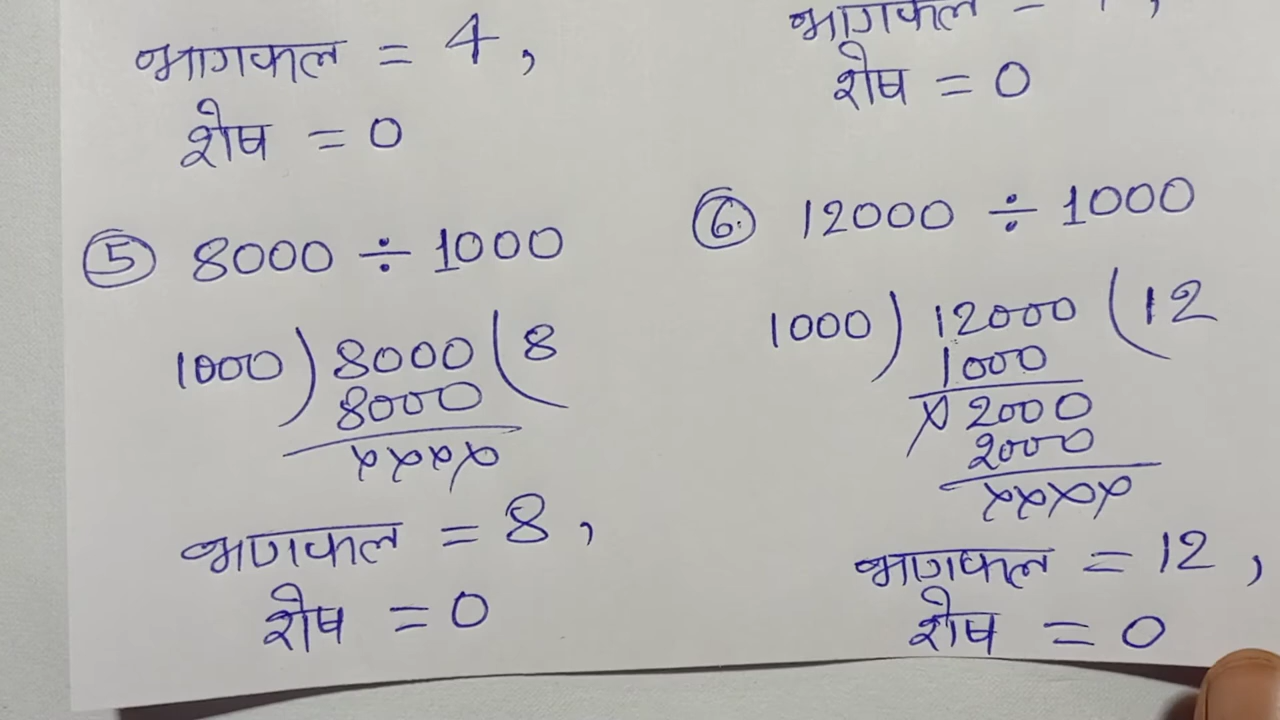 भागफल = 4,
शेष = 0
भागफल =
शेष = 0
⑤ 8000 ÷ 1000
1000 ) 8000 ( 8
8000
××××
भागफल = 8,
शेष = 0
⑥ 12000 ÷ 1000
1000 ) 12000 ( 12
1000
×2000
2000
××××
भागफल = 12,
शेष = 0